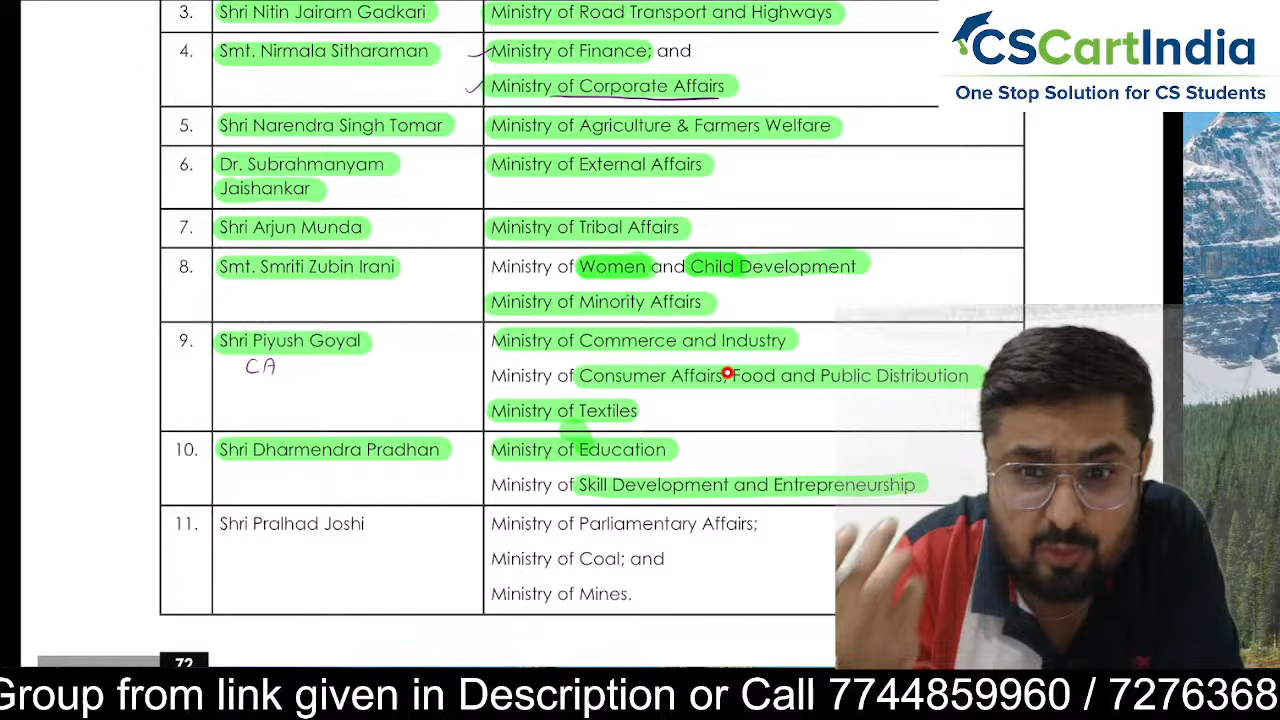 3. Shri Nitin Jairam Gadkari Ministry of Road Transport and Highways
4. Smt. Nirmala Sitharaman Ministry of Finance; and
Ministry of Corporate Affairs
5. Shri Narendra Singh Tomar Ministry of Agriculture & Farmers Welfare
6. Dr. Subrahmanyam Ministry of External Affairs
Jaishankar
7. Shri Arjun Munda Ministry of Tribal Affairs
8. Smt. Smriti Zubin Irani Ministry of Women and Child Development
Ministry of Minority Affairs
9. Shri Piyush Goyal Ministry of Commerce and Industry
CA
Ministry of Consumer Affairs, Food and Public Distribution
Ministry of Textiles
10. Shri Dharmendra Pradhan Ministry of Education
Ministry of Skill Development and Entrepreneurship
11. Shri Pralhad Joshi Ministry of Parliamentary Affairs;
Ministry of Coal; and
Ministry of Mines.
72
CSCartIndia
One Stop Solution for CS Students
Group from link given in Description or Call 7744859960 / 7276368